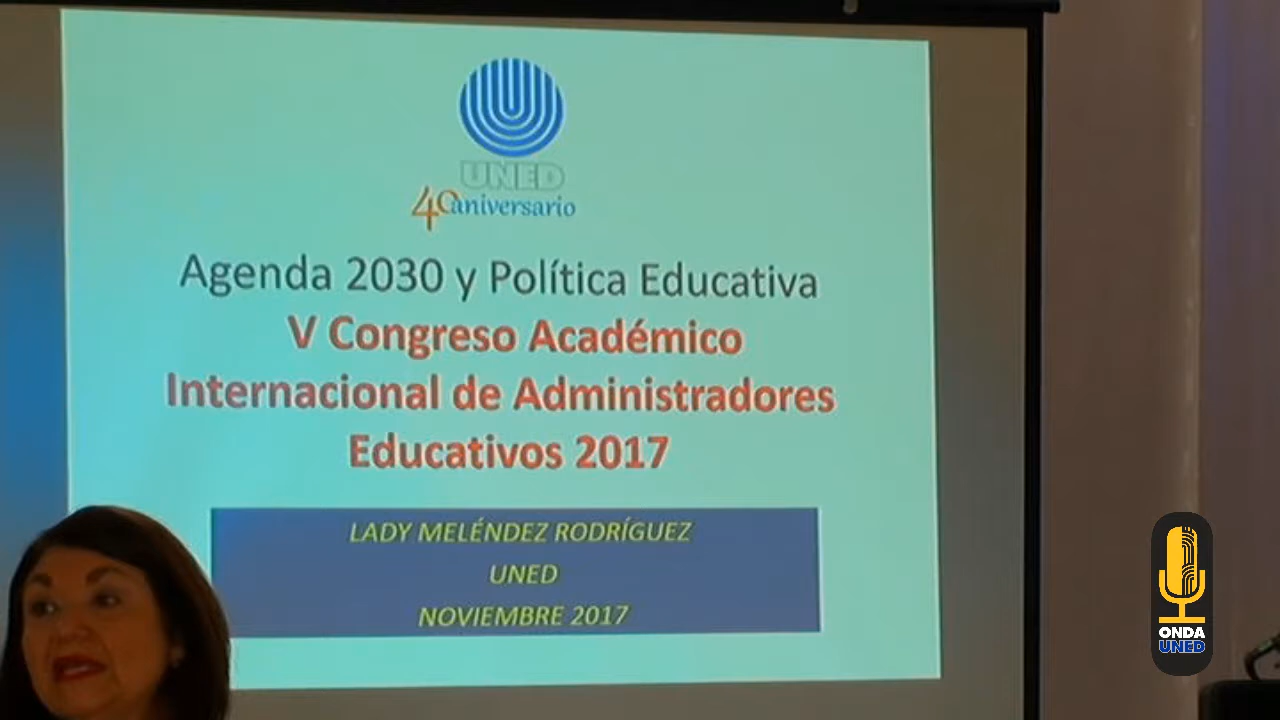 UNED
40 aniversario
Agenda 2030 y Política Educativa
V Congreso Académico
Internacional de Administradores
Educativos 2017
LADY MELÉNDEZ RODRÍGUEZ
UNED
NOVIEMBRE 2017
ONDA
UNED